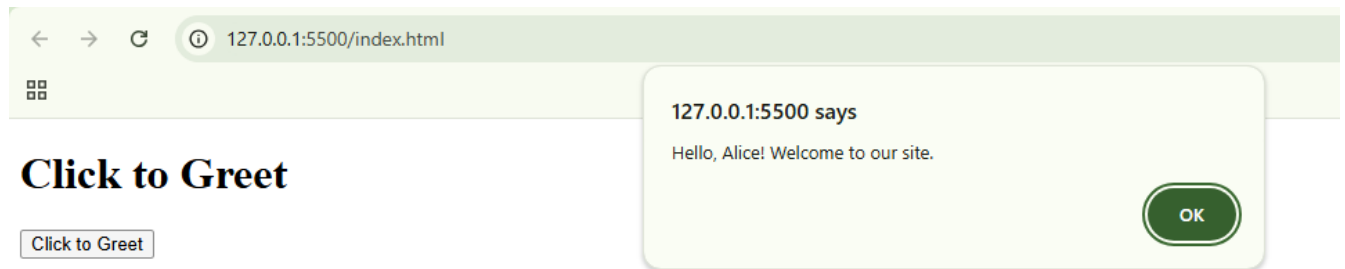 127.0.0.1:5500/index.html
127.0.0.1:5500 says
Hello, Alice! Welcome to our site.
OK
Click to Greet
Click to Greet